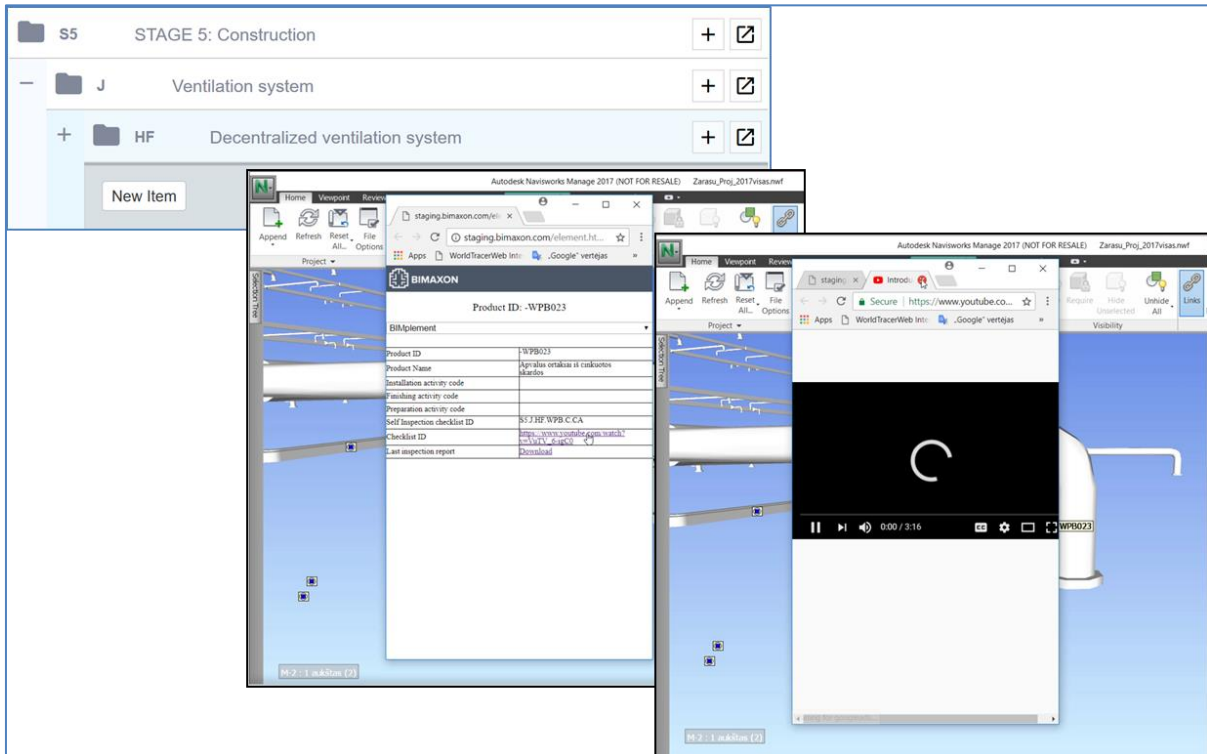 S5 STAGE 5: Construction
J Ventilation system
HF Decentralized ventilation system
New Item
Autodesk Navisworks Manage 2017 (NOT FOR RESALE) Zarasu_Proj_2017visas.nwf
Home Viewpoint Review
Append Refresh Reset All... File Options
Project
Selection Tree
staging.bimaxon.com/ele
staging.bimaxon.com/element.ht...
Apps WorldTracerWeb Inte „Google“ vertėjas »
BIMAXON
Product ID: -WPB023
BIMplement
Product ID -WPB023
Product Name Apvalus ortakiai iš cinkuotos skardos
Installation activity code
Finishing activity code
Preparation activity code
Self Inspection checklist ID S5.J.HF.WPB.C.CA
Checklist ID https://www.youtube.com/watch?
Last inspection report Download
M-2 : 1 aukštas (2)
Autodesk Navisworks Manage 2017 (NOT FOR RESALE) Zarasu_Proj_2017visas.nwf
Home Viewpoint Review
Append Refresh Reset All... File Options
Project
Require Hide Unselected Unhide All Links
Visibility
Selection Tree
staging Introdu
Secure https://www.youtube.co...
Apps WorldTracerWeb Inte „Google“ vertėjas »
0:00 / 3:16
WPB023
M-2 : 1 aukštas (2)